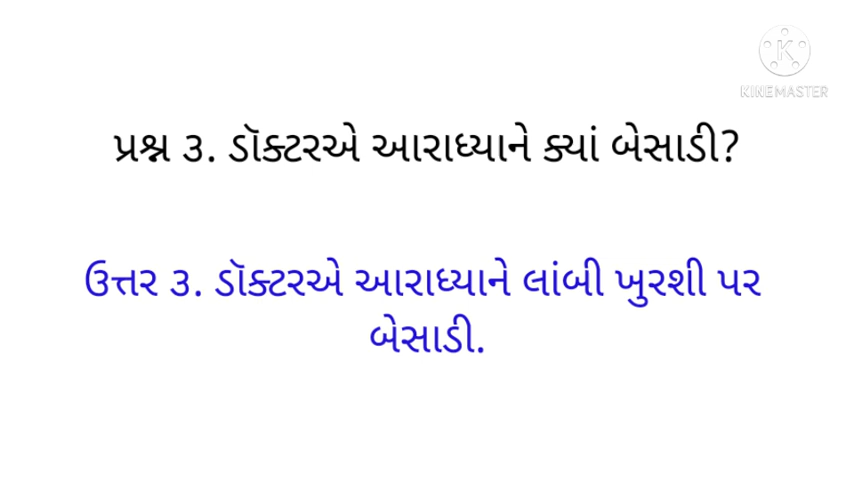 K
KINEMASTER
પ્રશ્ન ૩. ડૉક્ટરએ આરાધ્યાને ક્યાં બેસાડી?
ઉત્તર ૩. ડૉક્ટરએ આરાધ્યાને લાંબી ખુરશી પર
બેસાડી.